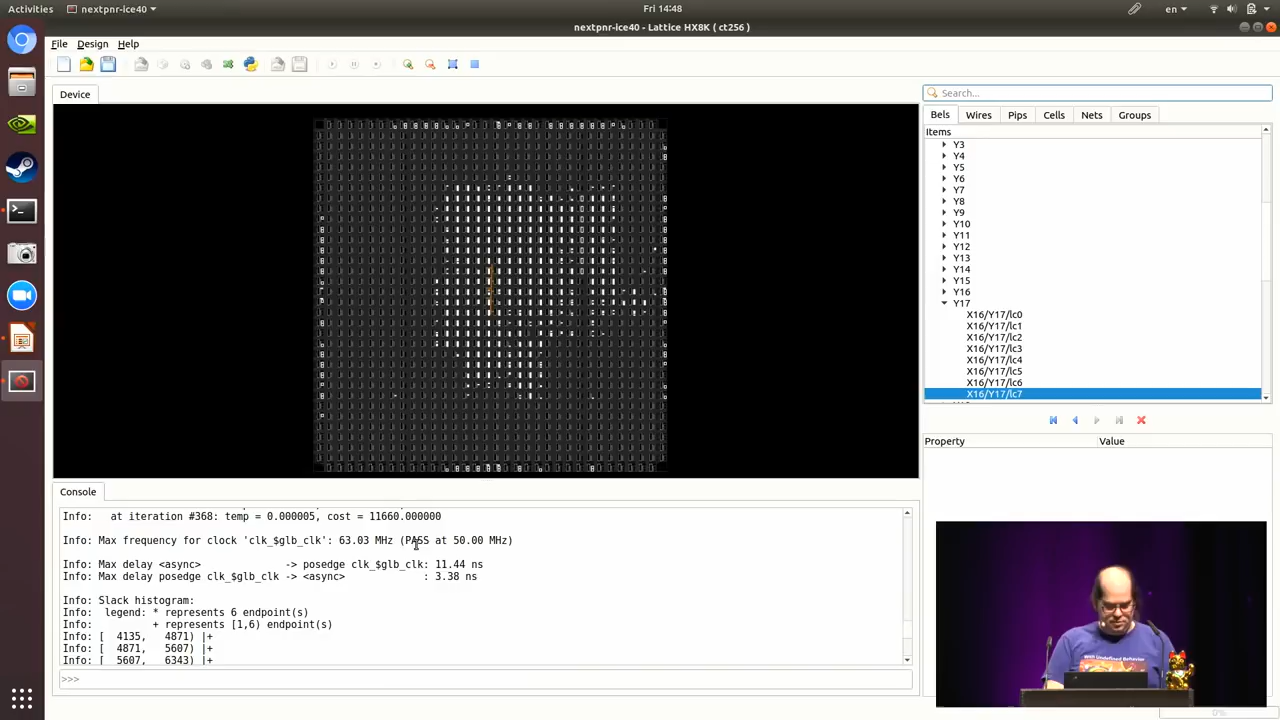 Activities
nextpnr-ice40
Fri 14:48
en
nextpnr-ice40 - Lattice HX8K ( ct256 )
File Design Help
Device
Search...
Bels Wires Pips Cells Nets Groups
Items
Y3
Y4
Y5
Y6
Y7
Y8
Y9
Y10
Y11
Y12
Y13
Y14
Y15
Y16
Y17
X16/Y17/lc0
X16/Y17/lc1
X16/Y17/lc2
X16/Y17/lc3
X16/Y17/lc4
X16/Y17/lc5
X16/Y17/lc6
X16/Y17/lc7
Property Value
Console
Info: at iteration #368: temp = 0.000005, cost = 11660.000000
Info: Max frequency for clock 'clk_$glb_clk': 63.03 MHz (PASS at 50.00 MHz)
Info: Max delay <async> -> posedge clk_$glb_clk: 11.44 ns
Info: Max delay posedge clk_$glb_clk -> <async> : 3.38 ns
Info: Slack histogram:
Info: legend: * represents 6 endpoint(s)
Info: + represents [1,6) endpoint(s)
Info: [ 4135, 4871) |+
Info: [ 4871, 5607) |+
Info: [ 5607, 6343) |+
>>>
Well Undefined Behavior
0%